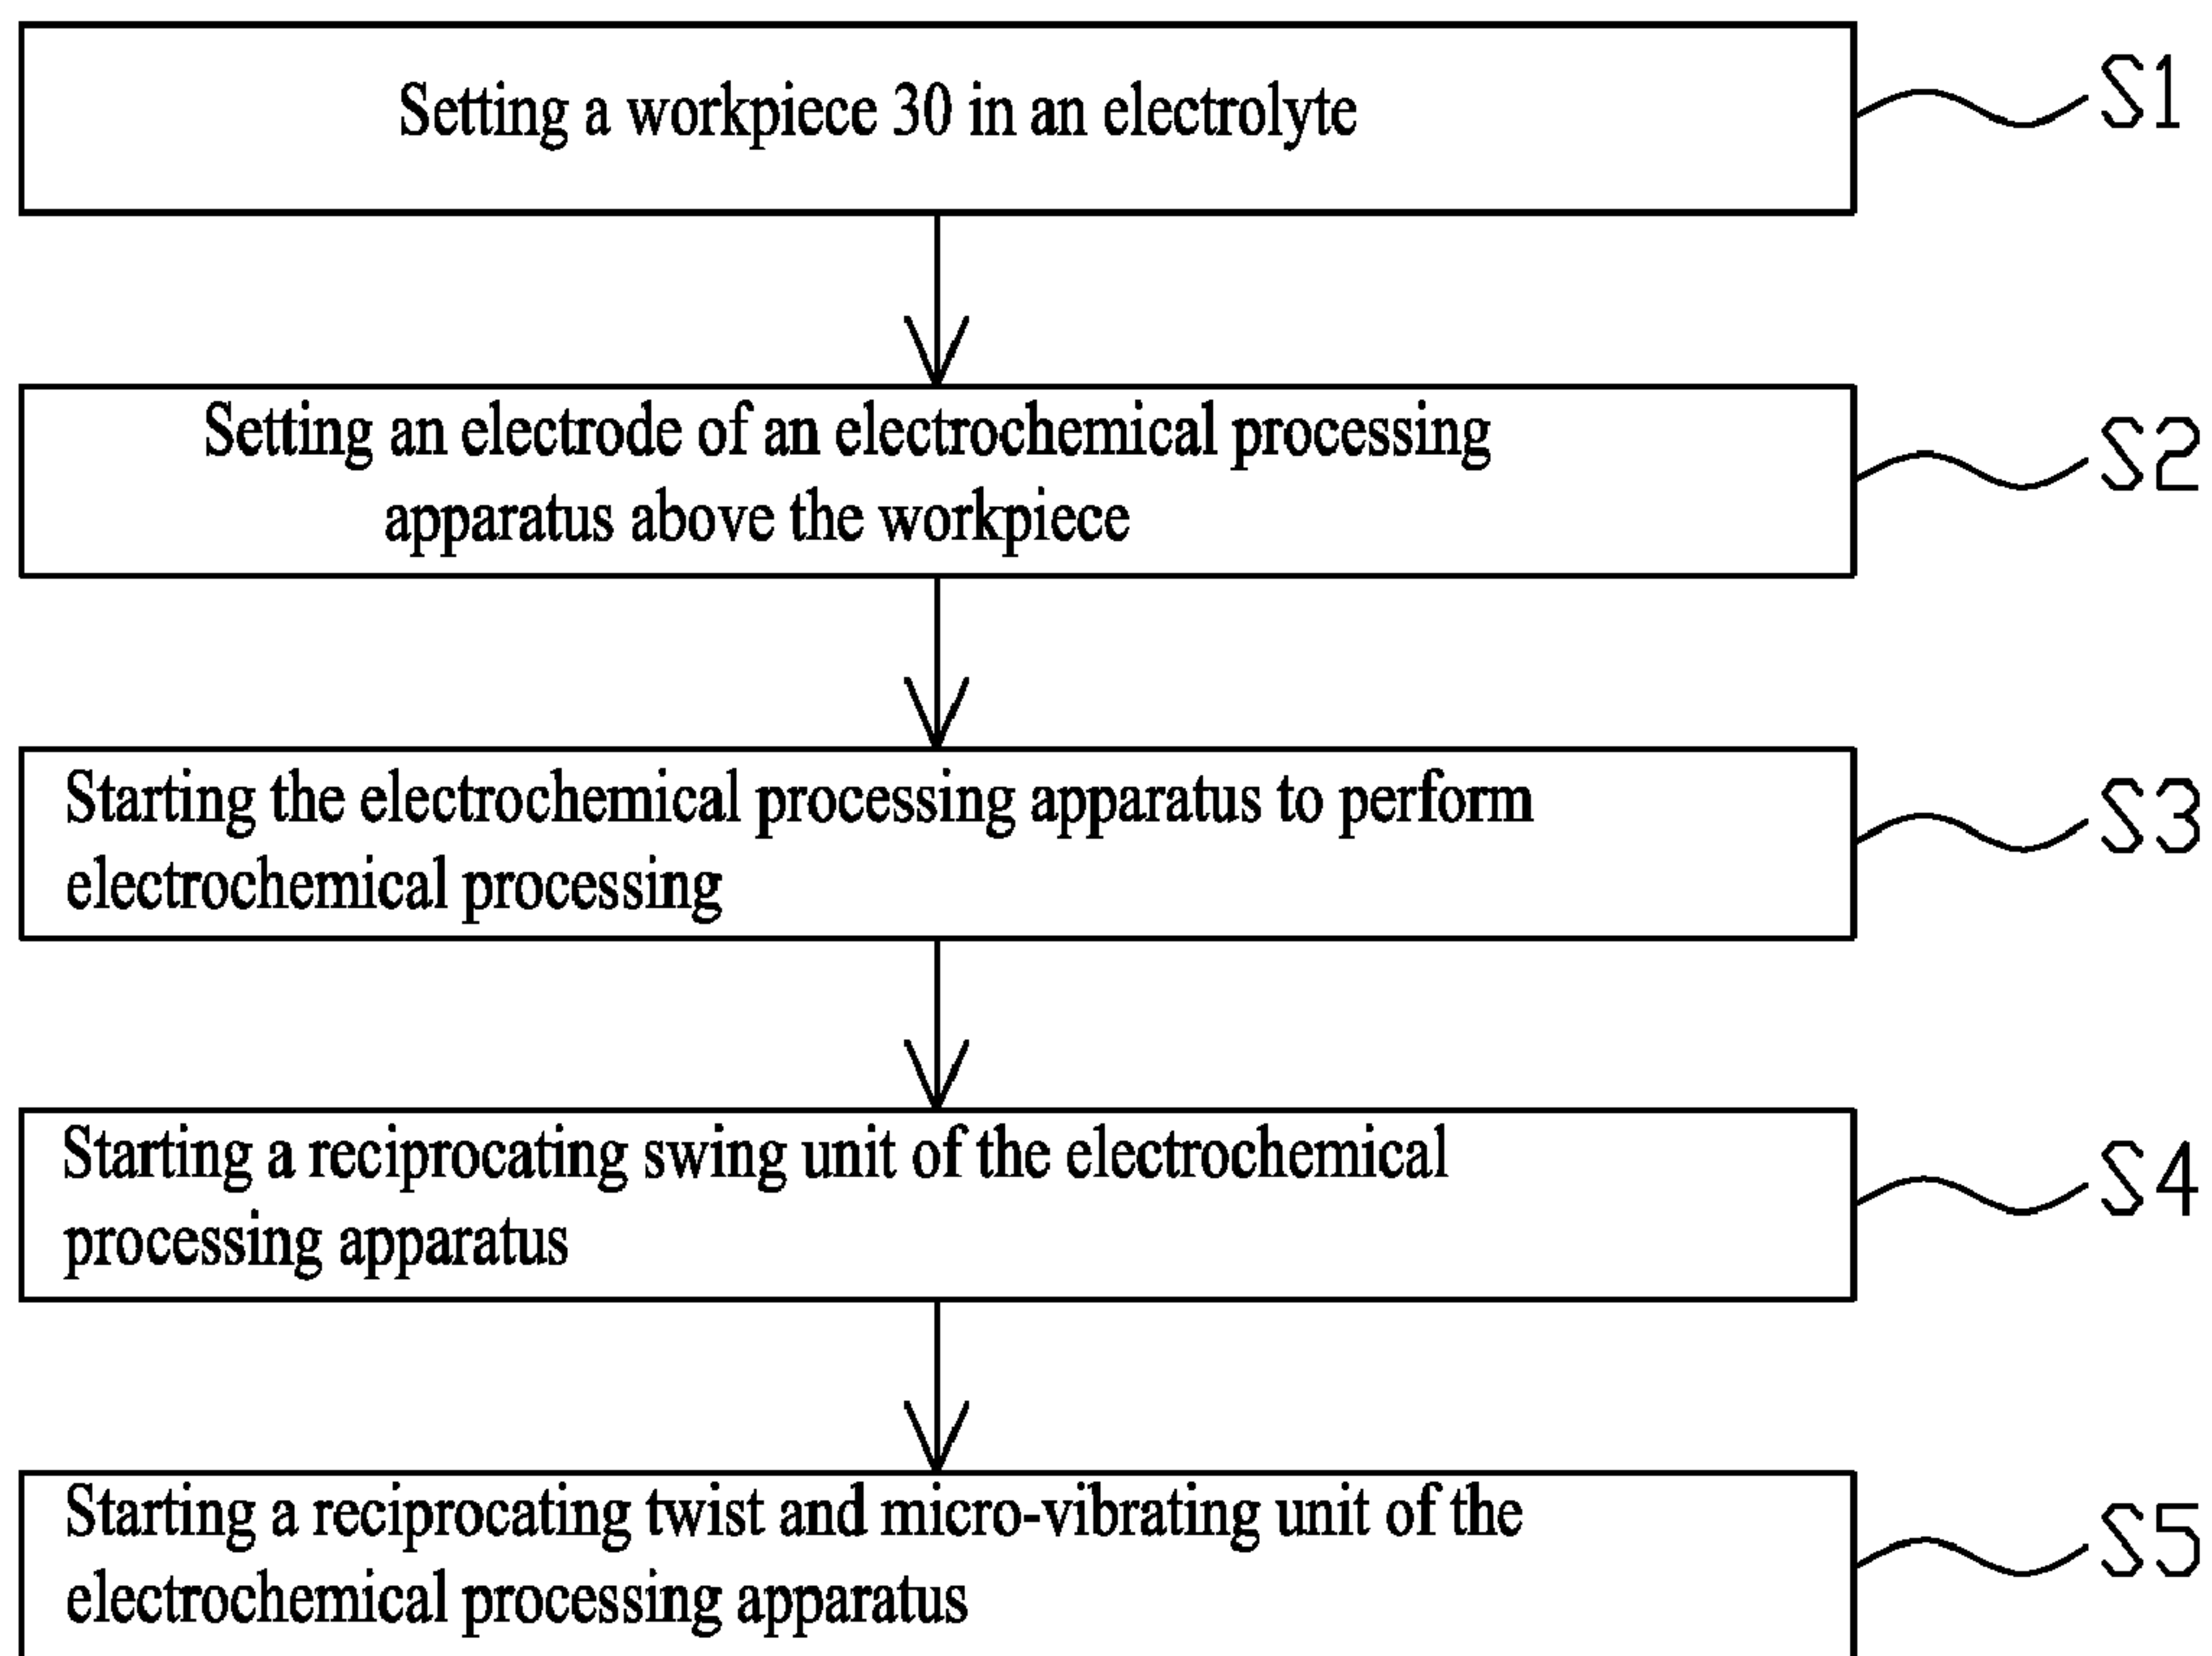 Setting a workpiece 30 in an electrolyte
S1
Setting an electrode of an electrochemical processing
apparatus above the workpiece
S2
Starting the electrochemical processing apparatus to perform
electrochemical processing
S3
Starting a reciprocating swing unit of the electrochemical
processing apparatus
S4
Starting a reciprocating twist and micro-vibrating unit of the
electrochemical processing apparatus
S5